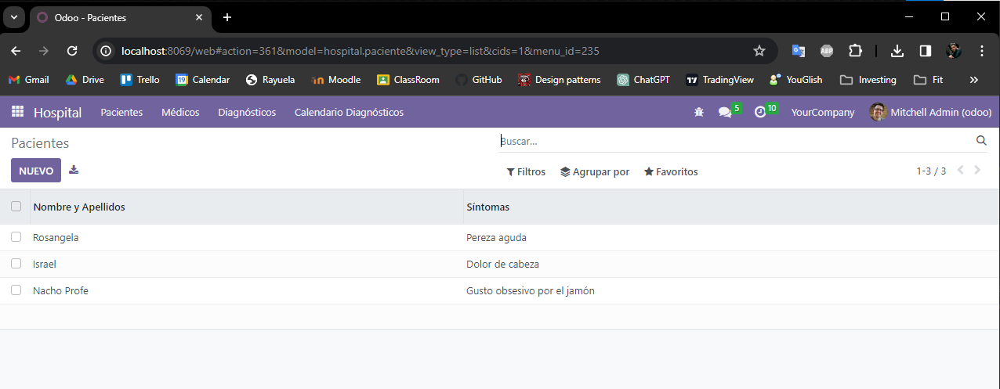 Odoo - Pacientes
localhost:8069/web#action=361&model=hospital.paciente&view_type=list&cids=1&menu_id=235
ABP
Gmail Drive Trello 19 Calendar Rayuela Moodle ClassRoom GitHub Design patterns ChatGPT TradingView YouGlish Investing Fit »
Hospital Pacientes Médicos Diagnósticos Calendario Diagnósticos 5 10 YourCompany Mitchell Admin (odoo)
Pacientes Buscar...
NUEVO Filtros Agrupar por Favoritos 1-3 / 3
Nombre y Apellidos Síntomas
Rosangela Pereza aguda
Israel Dolor de cabeza
Nacho Profe Gusto obsesivo por el jamón